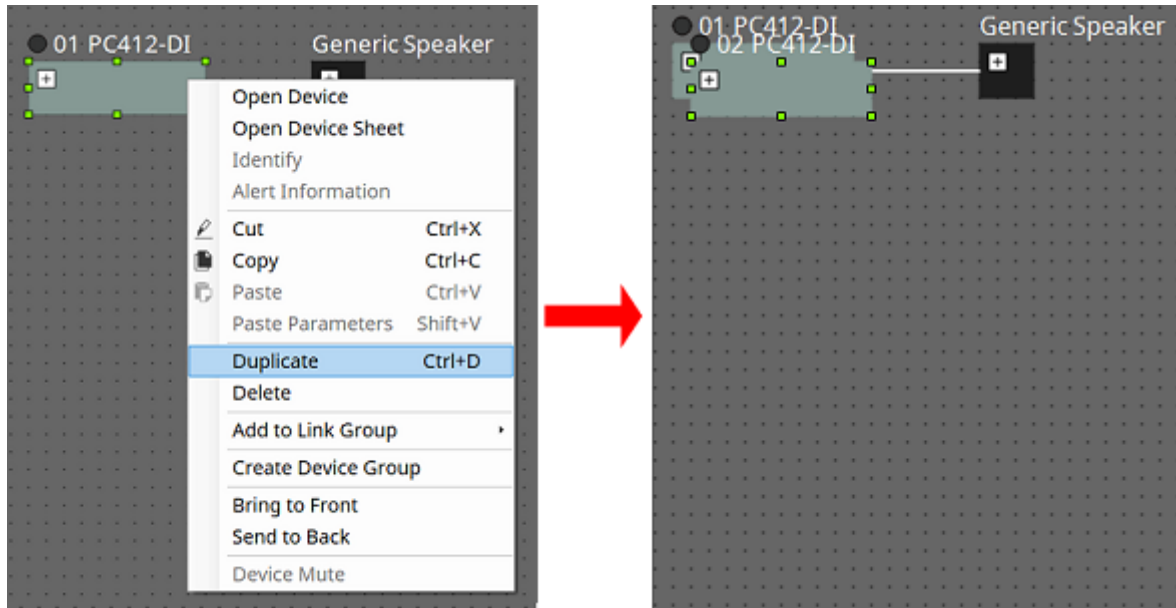 01 PC412-DI
Generic Speaker
Open Device
Open Device Sheet
Identify
Alert Information
Cut Ctrl+X
Copy Ctrl+C
Paste Ctrl+V
Paste Parameters Shift+V
Duplicate Ctrl+D
Delete
Add to Link Group
Create Device Group
Bring to Front
Send to Back
Device Mute
01 PC412-DI
Generic Speaker
02 PC412-DI